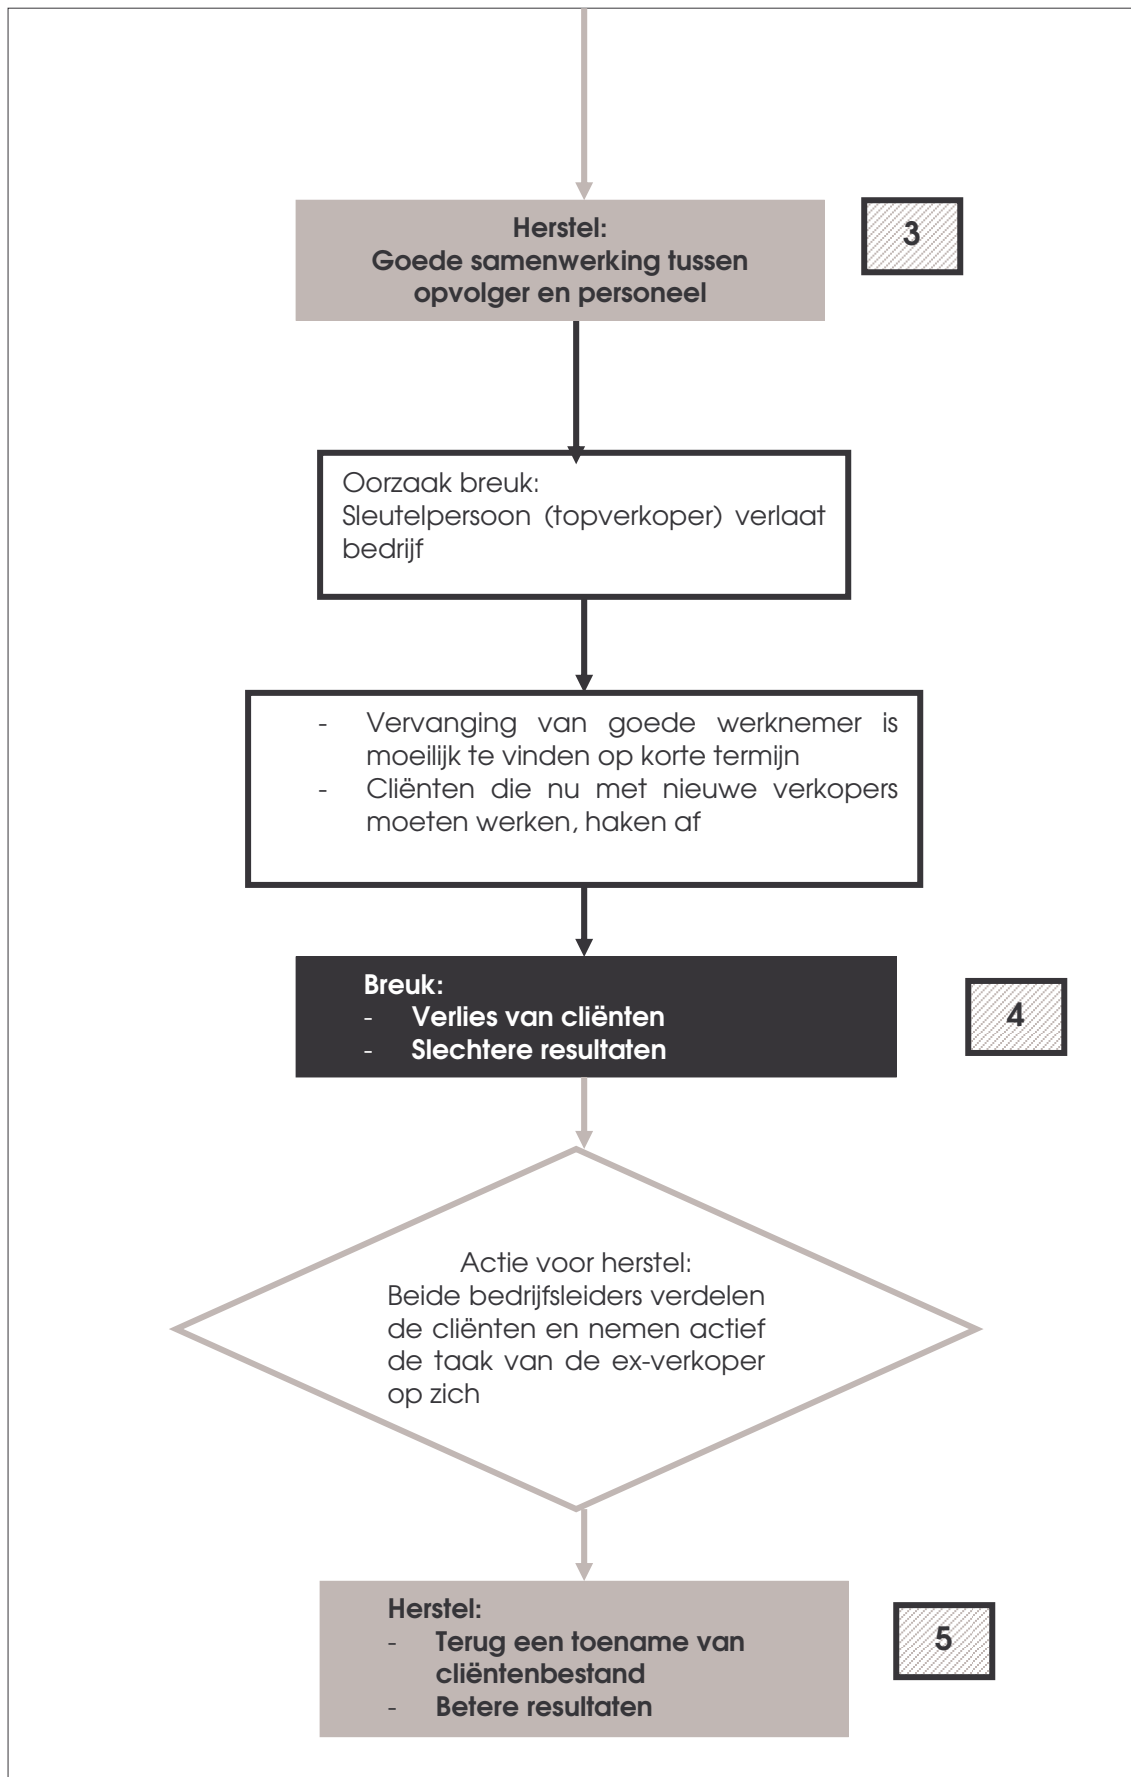 Herstel:
Goede samenwerking tussen
opvolger en personeel
3
Oorzaak breuk:
Sleutelpersoon (topverkoper) verlaat
bedrijf
- Vervanging van goede werknemer is
moeilijk te vinden op korte termijn
- Cliënten die nu met nieuwe verkopers
moeten werken, haken af
Breuk:
- Verlies van cliënten
- Slechtere resultaten
4
Actie voor herstel:
Beide bedrijfsleiders verdelen
de cliënten en nemen actief
de taak van de ex-verkoper
op zich
Herstel:
- Terug een toename van
cliëntenbestand
- Betere resultaten
5